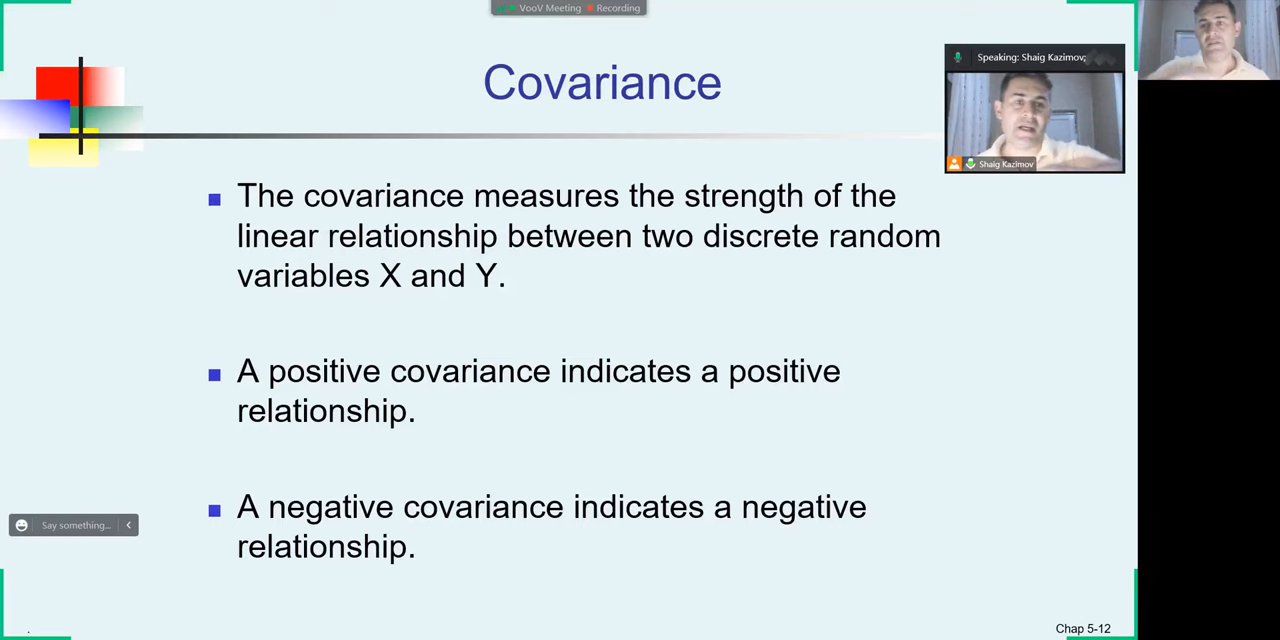 VooV Meeting Recording
Covariance
Speaking: Shaig Kazimov;
Shaig Kazimov
The covariance measures the strength of the
linear relationship between two discrete random
variables X and Y.
A positive covariance indicates a positive
relationship.
A negative covariance indicates a negative
relationship.
Say something...
Chap 5-12